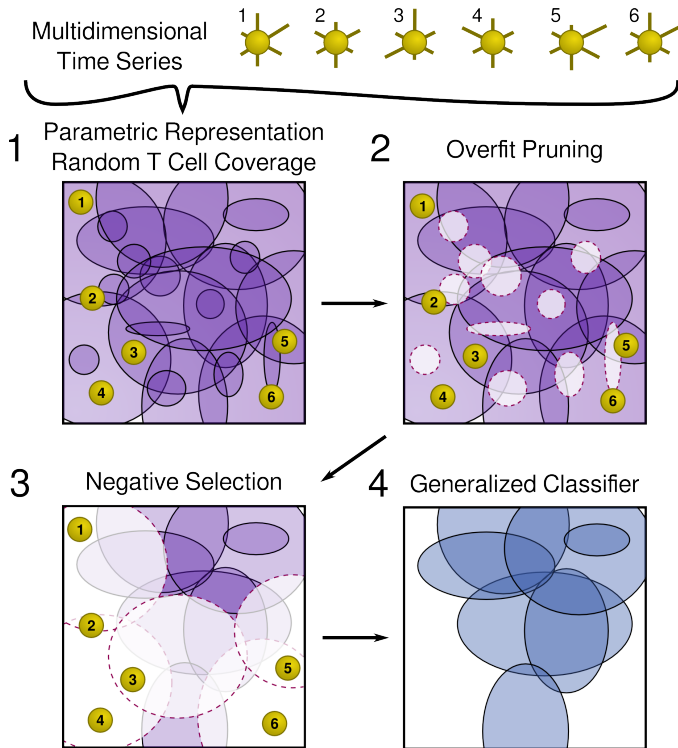 1 2 3 4 5 6
Multidimensional
Time Series
1 Parametric Representation
Random T Cell Coverage
2 Overfit Pruning
1
2
3
4
5
6
1
2
3
4
5
6
3 Negative Selection
4 Generalized Classifier
1
2
3
4
5
6